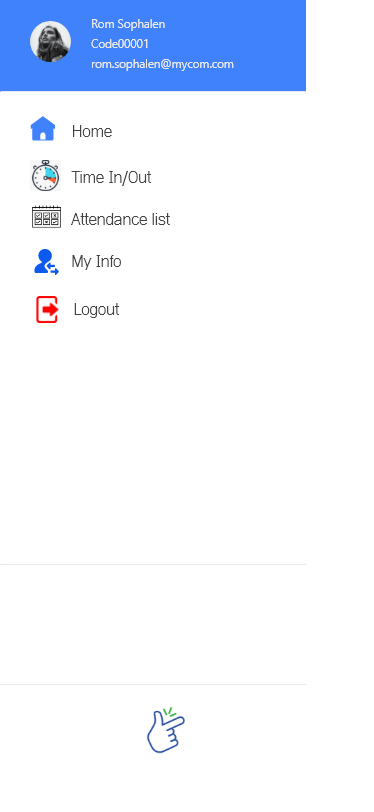 Rom Sophalen
Code00001
rom.sophalen@mycom.com
Home
Time In/Out
Attendance list
My Info
Logout